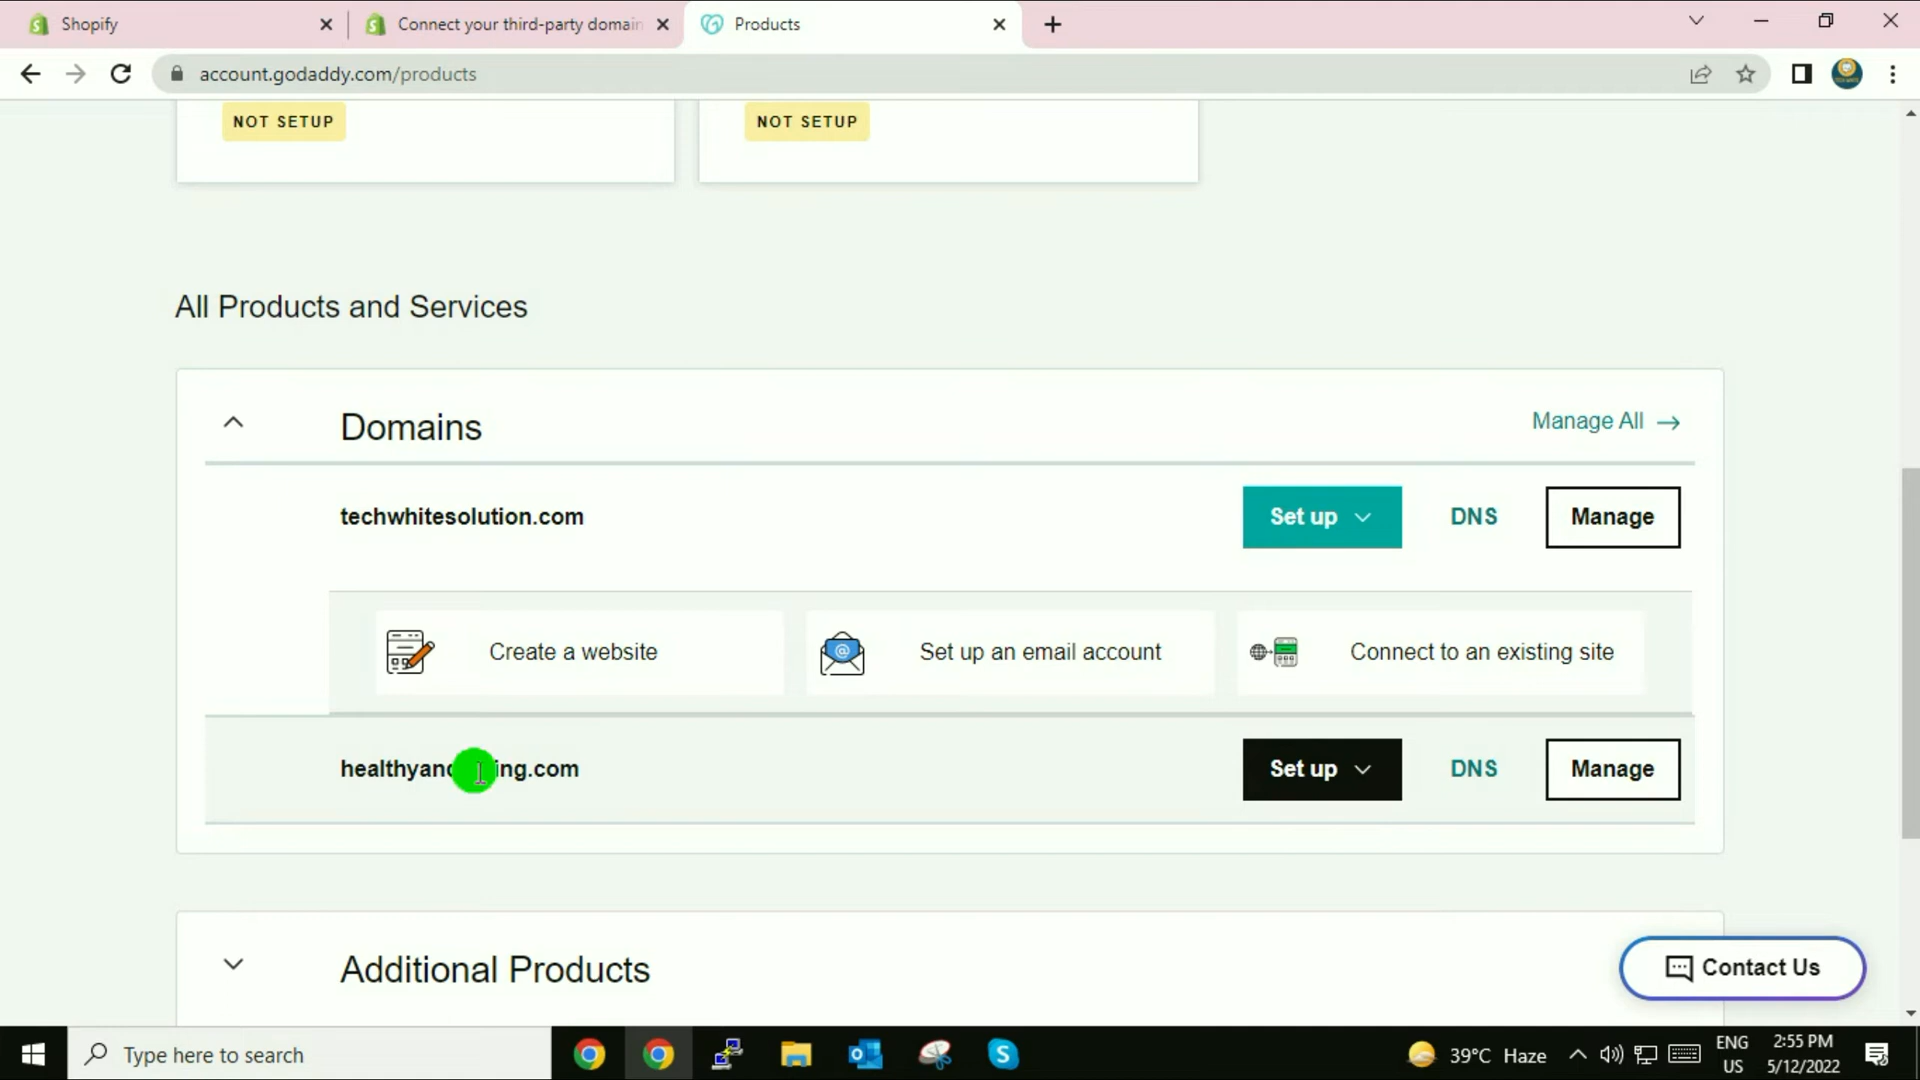 Shopify
Connect your third-party domain
Products
account.godaddy.com/products
NOT SETUP
NOT SETUP
All Products and Services
Domains
Manage All →
techwhitesolution.com
Set up
DNS
Manage
Create a website
Set up an email account
Connect to an existing site
Set up
DNS
Manage
Additional Products
Contact Us
Type here to search
39°C Haze
ENG
US
2:55 PM
5/12/2022